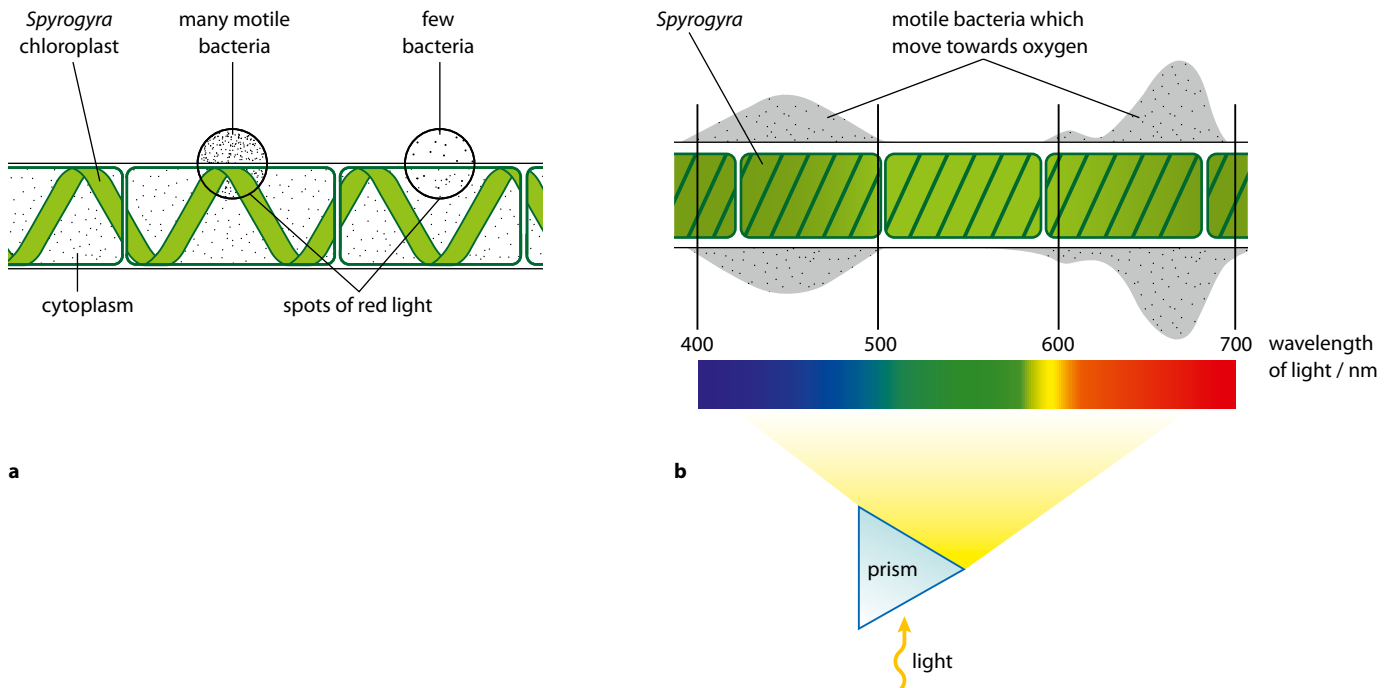 Spyrogyra
chloroplast
many motile
bacteria
few
bacteria
cytoplasm
spots of red light
a
Spyrogyra
motile bacteria which
move towards oxygen
400
500
600
700
wavelength
of light / nm
b
prism
light